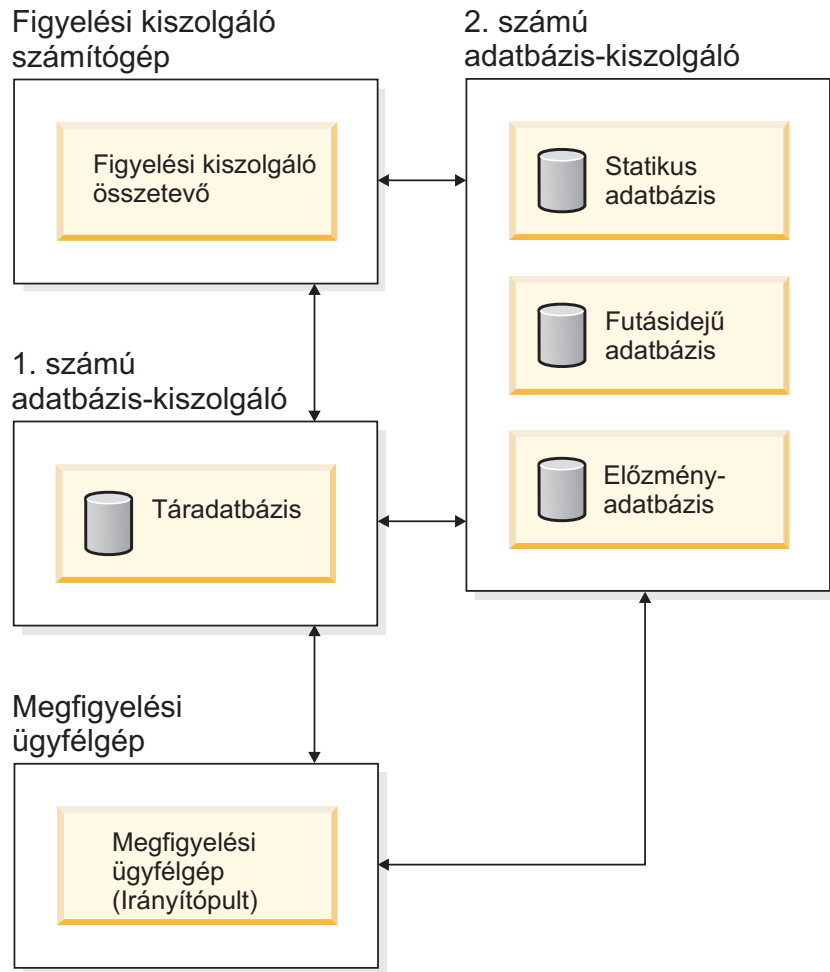 Figyelési kiszolgáló
számítógép
Figyelési kiszolgáló
összetevő
2. számú
adatbázis-kiszolgáló
Statikus
adatbázis
Futásidejű
adatbázis
Előzmény-
adatbázis
1. számú
adatbázis-kiszolgáló
Táradatbázis
Megfigyelési
ügyfélgép
Megfigyelési
ügyfélgép
(Irányítópult)